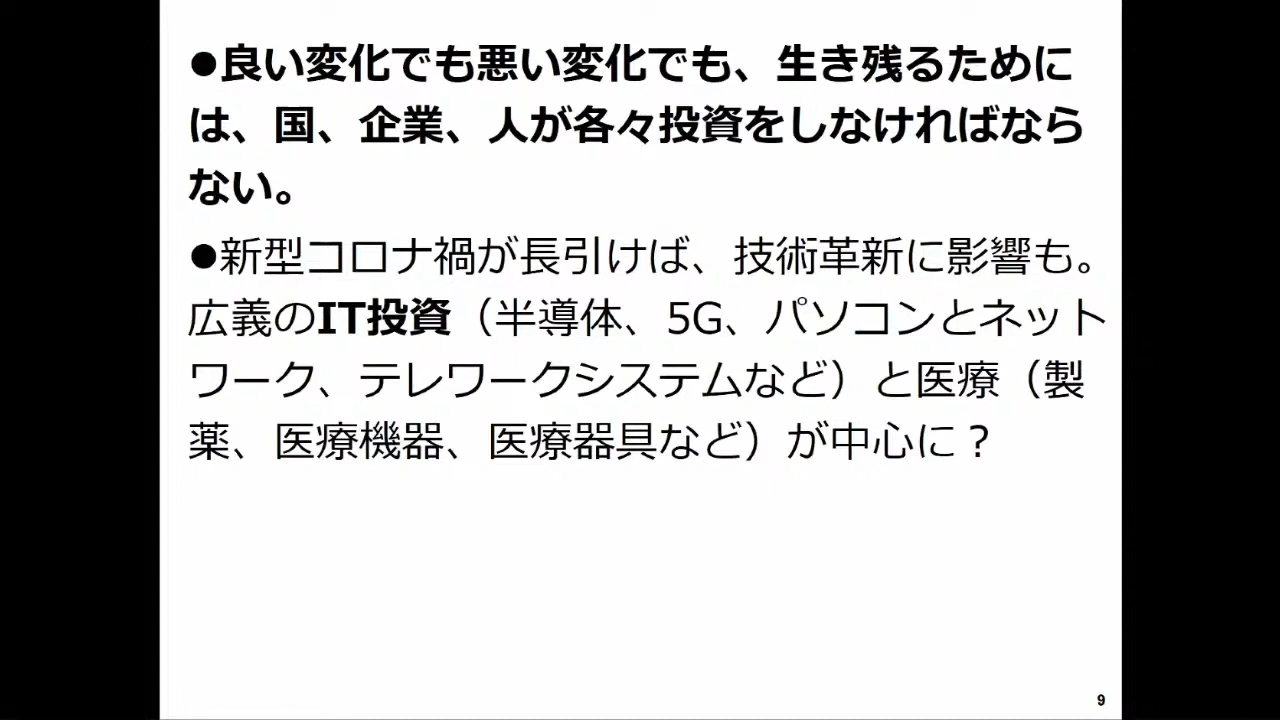 ●良い変化でも悪い変化でも、生き残るために
は、国、企業、人が各々投資をしなければなら
ない。
●新型コロナ禍が長引けば、技術革新に影響も。
広義のIT投資（半導体、5G、パソコンとネット
ワーク、テレワークシステムなど）と医療（製
薬、医療機器、医療器具など）が中心に？
9